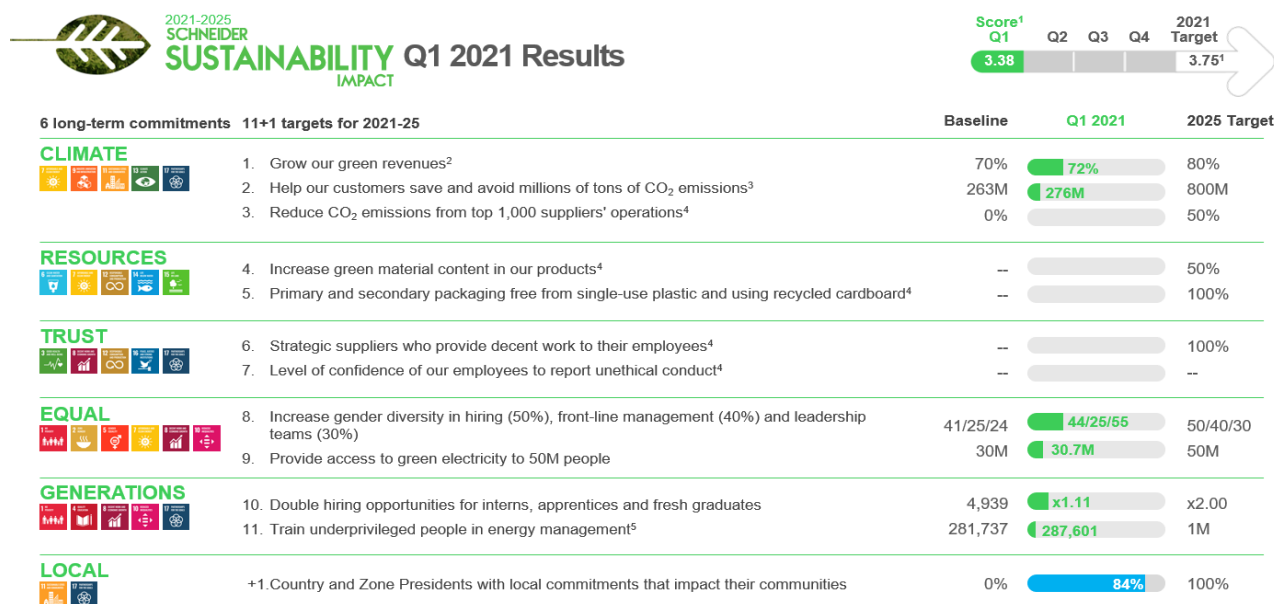 2021-2025
SCHNEIDER
SUSTAINABILITY
IMPACT
Q1 2021 Results
Score¹
Q1 Q2 Q3 Q4 2021
Target
3.38 3.75¹
6 long-term commitments 11+1 targets for 2021-25 Baseline Q1 2021 2025 Target
CLIMATE
1. Grow our green revenues² 70% 72% 80%
2. Help our customers save and avoid millions of tons of CO₂ emissions³ 263M 276M 800M
3. Reduce CO₂ emissions from top 1,000 suppliers' operations⁴ 0% 50%
RESOURCES
4. Increase green material content in our products⁴ -- 50%
5. Primary and secondary packaging free from single-use plastic and using recycled cardboard⁴ -- 100%
TRUST
6. Strategic suppliers who provide decent work to their employees⁴ -- 100%
7. Level of confidence of our employees to report unethical conduct⁴ -- --
EQUAL
8. Increase gender diversity in hiring (50%), front-line management (40%) and leadership
teams (30%) 41/25/24 44/25/55 50/40/30
9. Provide access to green electricity to 50M people 30M 30.7M 50M
GENERATIONS
10. Double hiring opportunities for interns, apprentices and fresh graduates 4,939 x1.11 x2.00
11. Train underprivileged people in energy management⁵ 281,737 287,601 1M
LOCAL
+1.Country and Zone Presidents with local commitments that impact their communities 0% 84% 100%